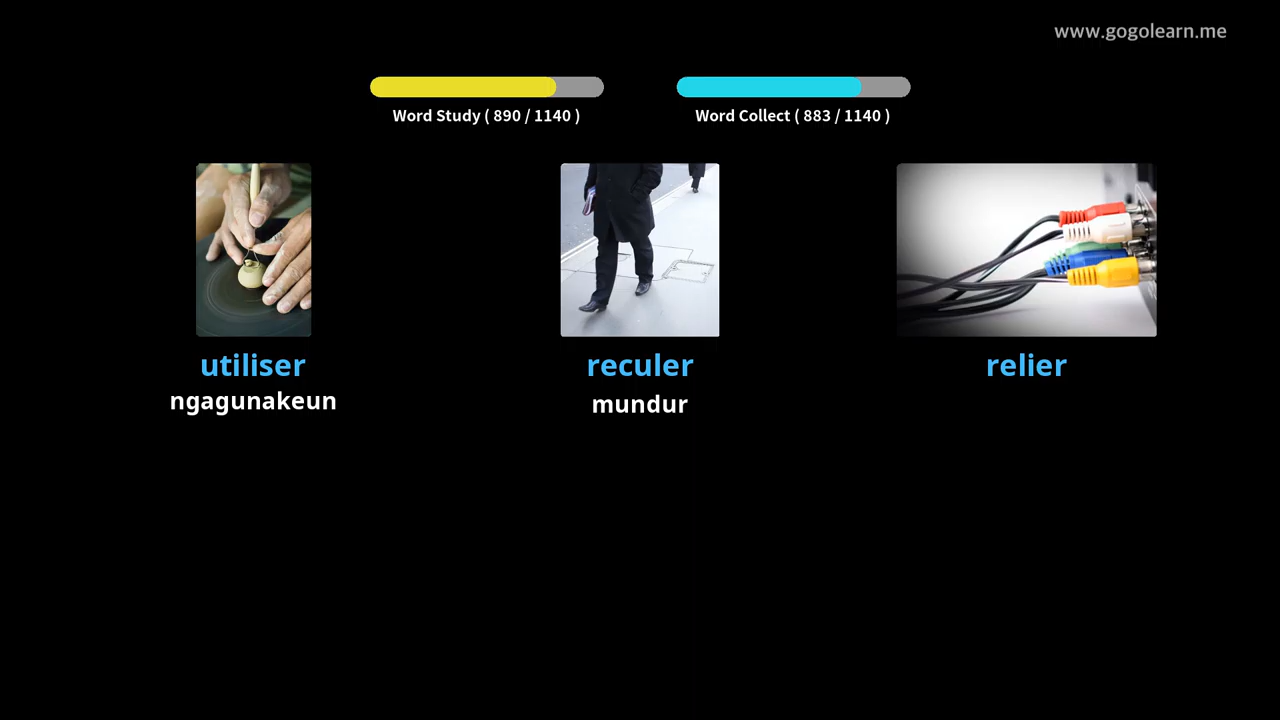 www.gogolearn.me
Word Study ( 890 / 1140 )
Word Collect ( 883 / 1140 )
utiliser
ngagunakeun
reculer
mundur
relier